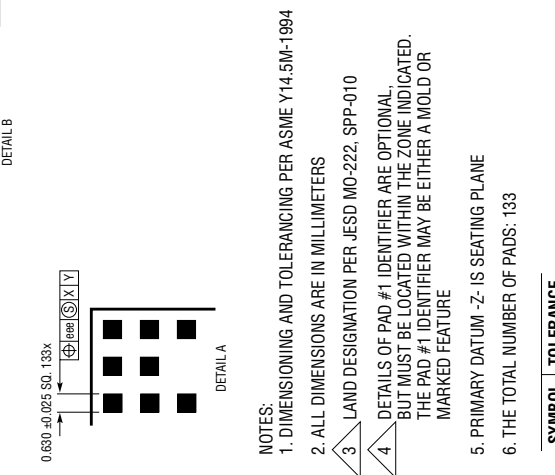 DETAIL B
0.630 ±0.025 SQ. 133x
⌖ eee Ⓢ X Y
DETAIL A
NOTES:
1. DIMENSIONING AND TOLERANCING PER ASME Y14.5M-1994
2. ALL DIMENSIONS ARE IN MILLIMETERS
3 LAND DESIGNATION PER JESD MO-222, SPP-010
4 DETAILS OF PAD #1 IDENTIFIER ARE OPTIONAL,
BUT MUST BE LOCATED WITHIN THE ZONE INDICATED.
THE PAD #1 IDENTIFIER MAY BE EITHER A MOLD OR
MARKED FEATURE
5. PRIMARY DATUM -Z- IS SEATING PLANE
6. THE TOTAL NUMBER OF PADS: 133
SYMBOL TOLERANCE